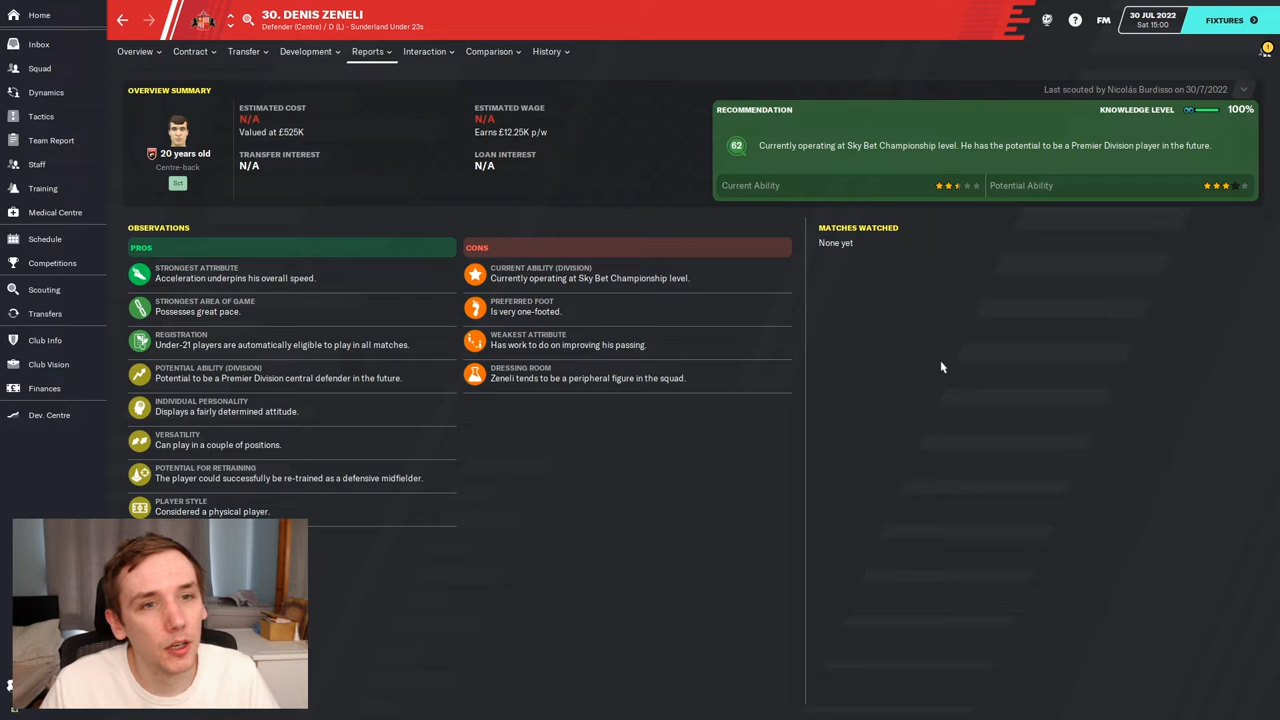 Home
Inbox
Squad
Dynamics
Tactics
Team Report
Staff
Training
Medical Centre
Schedule
Competitions
Scouting
Transfers
Club Info
Club Vision
Finances
Dev. Centre
30. DENIS ZENELI
Defender (Centre) / D (L) - Sunderland Under 23s
FM
30 JUL 2022
Sat 15:00
FIXTURES
1
Overview
Contract
Transfer
Development
Reports
Interaction
Comparison
History
OVERVIEW SUMMARY
Last scouted by Nicolás Burdisso on 30/7/2022
20 years old
Centre-back
Sct
ESTIMATED COST
N/A
Valued at £525K
TRANSFER INTEREST
N/A
ESTIMATED WAGE
N/A
Earns £12.25K p/w
LOAN INTEREST
N/A
RECOMMENDATION
KNOWLEDGE LEVEL
100%
62
Currently operating at Sky Bet Championship level. He has the potential to be a Premier Division player in the future.
Current Ability
Potential Ability
OBSERVATIONS
PROS
STRONGEST ATTRIBUTE
Acceleration underpins his overall speed.
STRONGEST AREA OF GAME
Possesses great pace.
REGISTRATION
Under-21 players are automatically eligible to play in all matches.
POTENTIAL ABILITY (DIVISION)
Potential to be a Premier Division central defender in the future.
INDIVIDUAL PERSONALITY
Displays a fairly determined attitude.
VERSATILITY
Can play in a couple of positions.
POTENTIAL FOR RETRAINING
The player could successfully be re-trained as a defensive midfielder.
PLAYER STYLE
Considered a physical player.
CONS
CURRENT ABILITY (DIVISION)
Currently operating at Sky Bet Championship level.
PREFERRED FOOT
Is very one-footed.
WEAKEST ATTRIBUTE
Has work to do on improving his passing.
DRESSING ROOM
Zeneli tends to be a peripheral figure in the squad.
MATCHES WATCHED
None yet